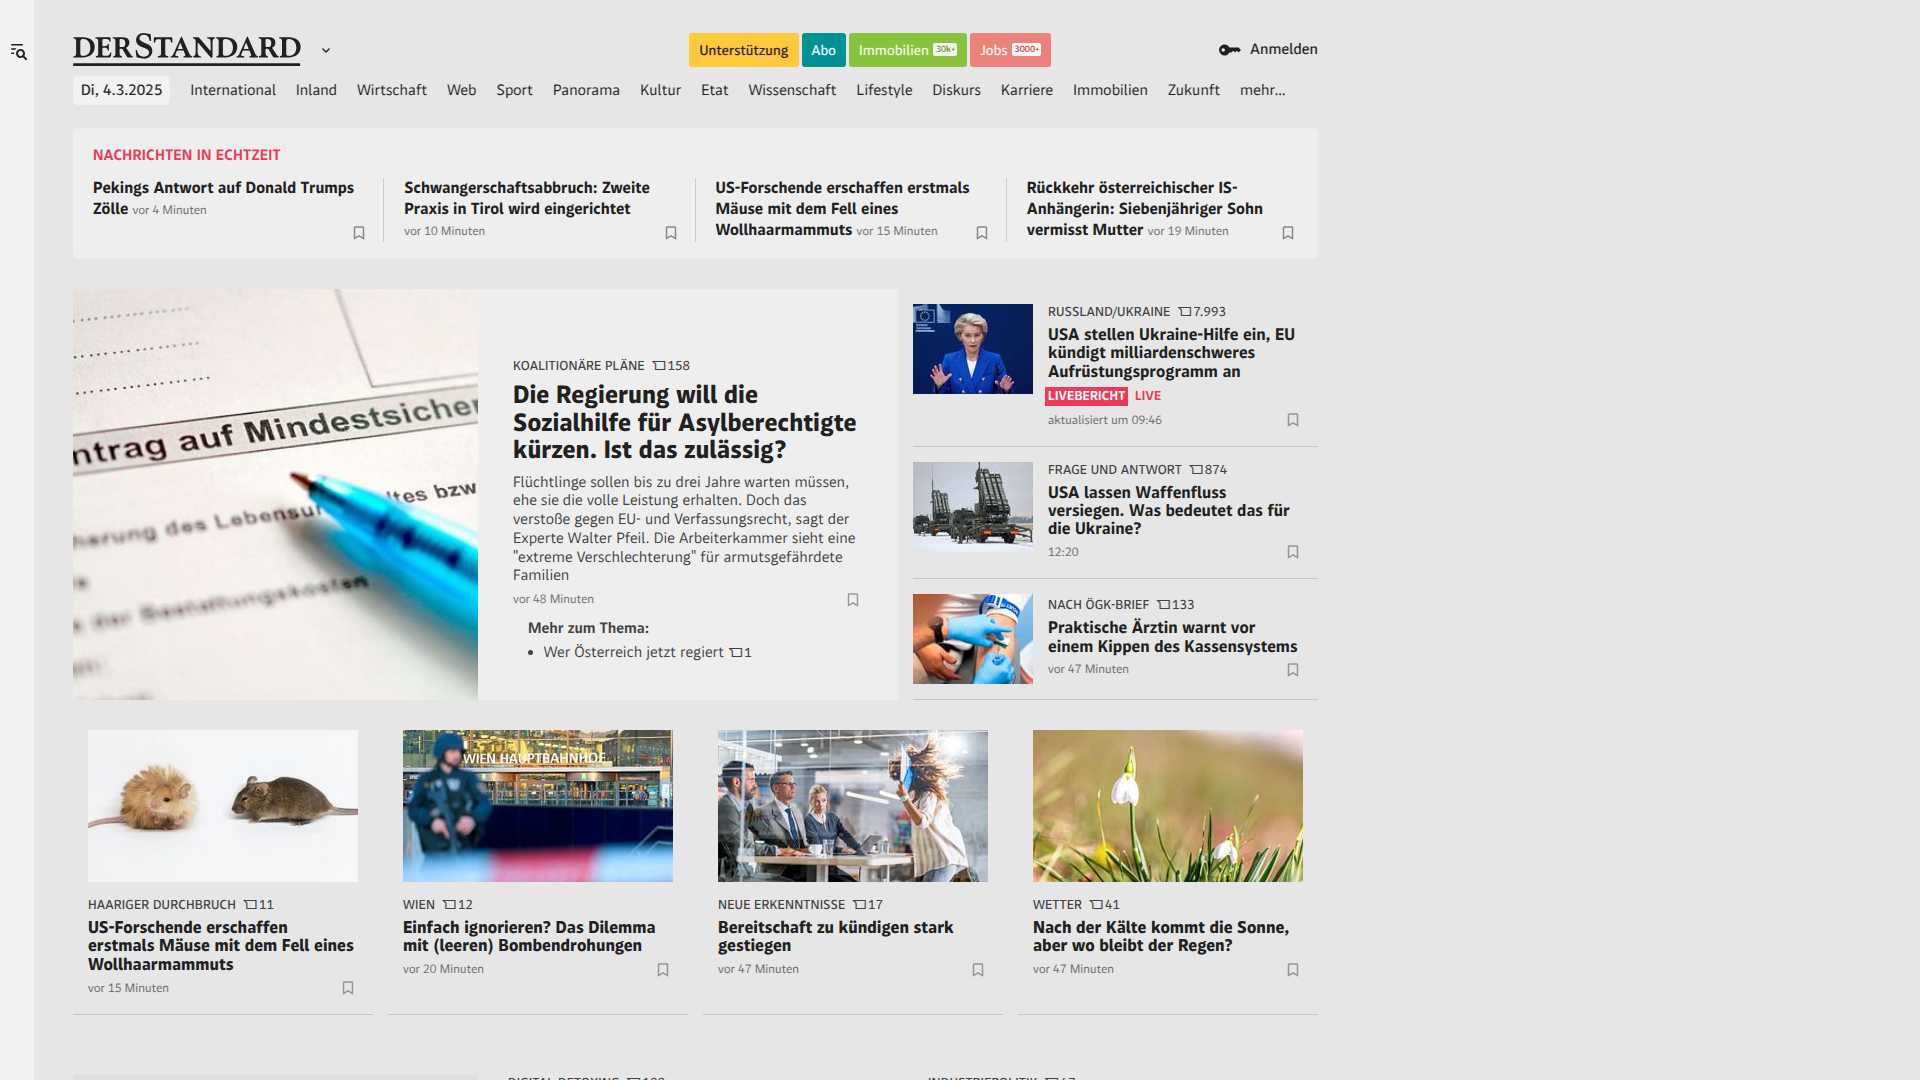 DERSTANDARD
Unterstützung
Abo
Immobilien 30k+
Jobs 3000+
Anmelden
Di, 4.3.2025
International
Inland
Wirtschaft
Web
Sport
Panorama
Kultur
Etat
Wissenschaft
Lifestyle
Diskurs
Karriere
Immobilien
Zukunft
mehr...
NACHRICHTEN IN ECHTZEIT
Pekings Antwort auf Donald Trumps
Zölle vor 4 Minuten
Schwangerschaftsabbruch: Zweite
Praxis in Tirol wird eingerichtet
vor 10 Minuten
US-Forschende erschaffen erstmals
Mäuse mit dem Fell eines
Wollhaarmammuts vor 15 Minuten
Rückkehr österreichischer IS-
Anhängerin: Siebenjähriger Sohn
vermisst Mutter vor 19 Minuten
ntrag auf Mindestsicher
ltes bzw
herung des Lebensu
der Bestattungskosten
KOALITIONÄRE PLÄNE 158
Die Regierung will die
Sozialhilfe für Asylberechtigte
kürzen. Ist das zulässig?
Flüchtlinge sollen bis zu drei Jahre warten müssen,
ehe sie die volle Leistung erhalten. Doch das
verstoße gegen EU- und Verfassungsrecht, sagt der
Experte Walter Pfeil. Die Arbeiterkammer sieht eine
"extreme Verschlechterung" für armutsgefährdete
Familien
vor 48 Minuten
Mehr zum Thema:
• Wer Österreich jetzt regiert 1
RUSSLAND/UKRAINE 7.993
USA stellen Ukraine-Hilfe ein, EU
kündigt milliardenschweres
Aufrüstungsprogramm an
LIVEBERICHT LIVE
aktualisiert um 09:46
FRAGE UND ANTWORT 874
USA lassen Waffenfluss
versiegen. Was bedeutet das für
die Ukraine?
12:20
NACH ÖGK-BRIEF 133
Praktische Ärztin warnt vor
einem Kippen des Kassensystems
vor 47 Minuten
HAARIGER DURCHBRUCH 11
US-Forschende erschaffen
erstmals Mäuse mit dem Fell eines
Wollhaarmammuts
vor 15 Minuten
WIEN HAUPTBAHNHOF
WIEN 12
Einfach ignorieren? Das Dilemma
mit (leeren) Bombendrohungen
vor 20 Minuten
NEUE ERKENNTNISSE 17
Bereitschaft zu kündigen stark
gestiegen
vor 47 Minuten
WETTER 41
Nach der Kälte kommt die Sonne,
aber wo bleibt der Regen?
vor 47 Minuten